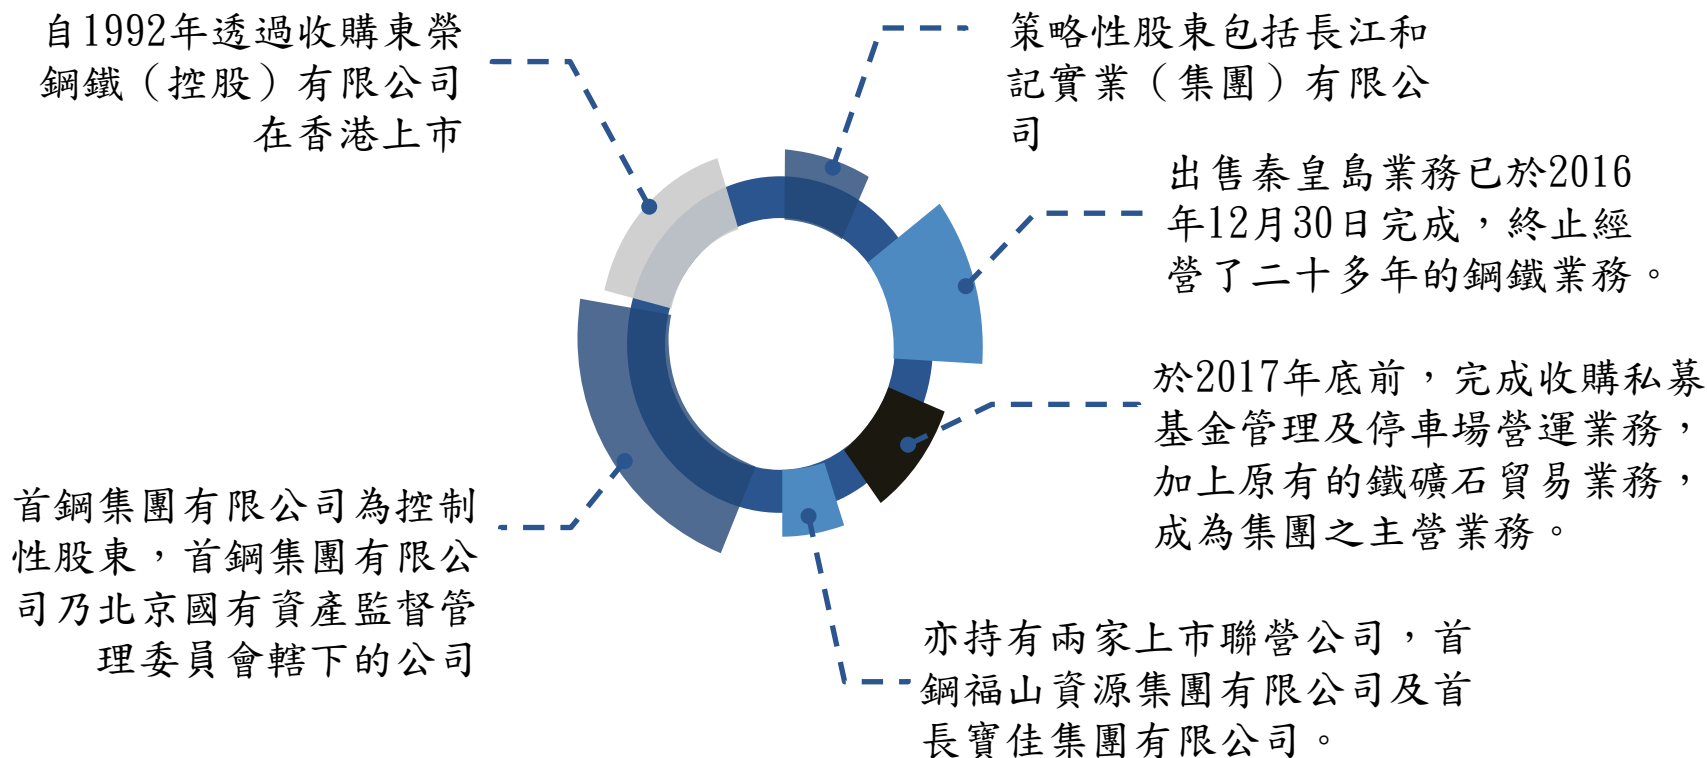 自1992年透過收購東榮
鋼鐵（控股）有限公司
在香港上市
策略性股東包括長江和
記實業（集團）有限公
司
出售秦皇島業務已於2016
年12月30日完成，終止經
營了二十多年的鋼鐵業務。
於2017年底前，完成收購私募
基金管理及停車場營運業務，
加上原有的鐵礦石貿易業務，
成為集團之主營業務。
首鋼集團有限公司為控制
性股東，首鋼集團有限公
司乃北京國有資產監督管
理委員會轄下的公司
亦持有兩家上市聯營公司，首
鋼福山資源集團有限公司及首
長寶佳集團有限公司。